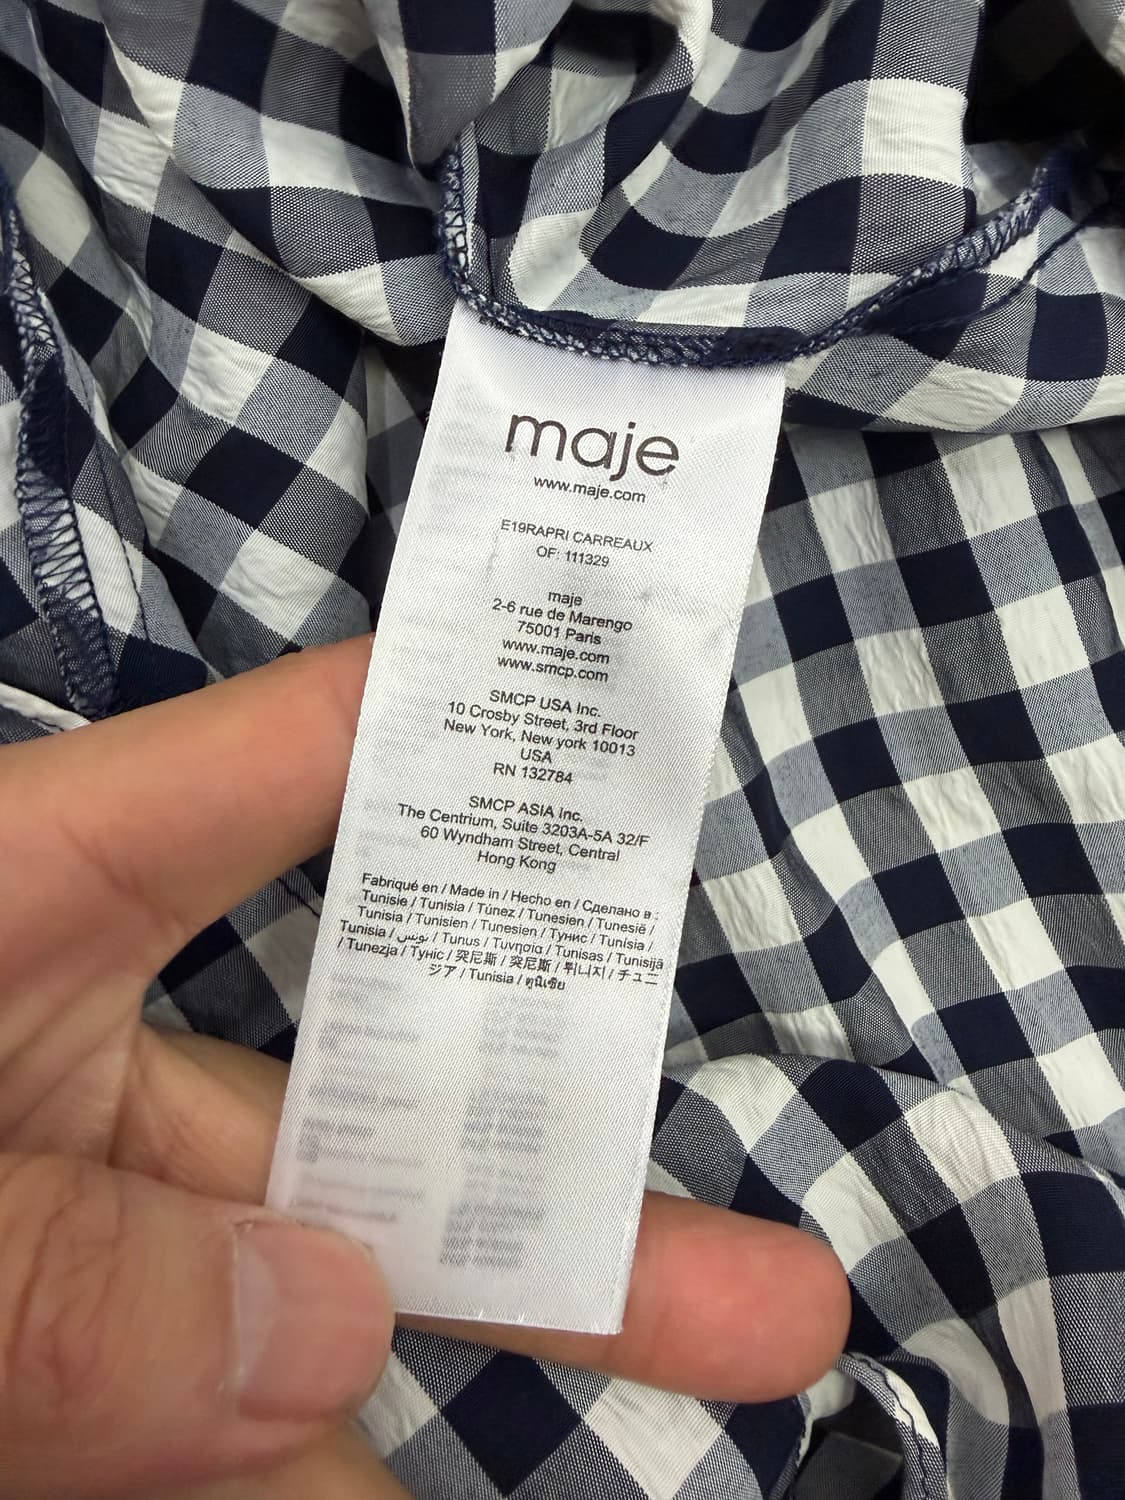 maje
www.maje.com
E19RAPRI CARREAUX
OF: 111329
maje
2-6 rue de Marengo
75001 Paris
www.maje.com
www.smcp.com
SMCP USA Inc.
10 Crosby Street, 3rd Floor
New York, New york 10013
USA
RN 132784
SMCP ASIA Inc.
The Centrium, Suite 3203A-5A 32/F
60 Wyndham Street, Central
Hong Kong
Fabriqué en / Made in / Hecho en / Сделано в :
Tunisie / Tunisia / Túnez / Tunesien / Tunesië /
Tunisia / Tunisien / Tunesien / Тунис / Tunísia /
Tunisia / تونس / Tunus / Τυνησία / Tunisas / Tunisijā
/ Tunezja / Туніс / 突尼斯 / 突尼斯 / 튀니지 / チュニ
ジア / Tunisia / ตูนิเซีย